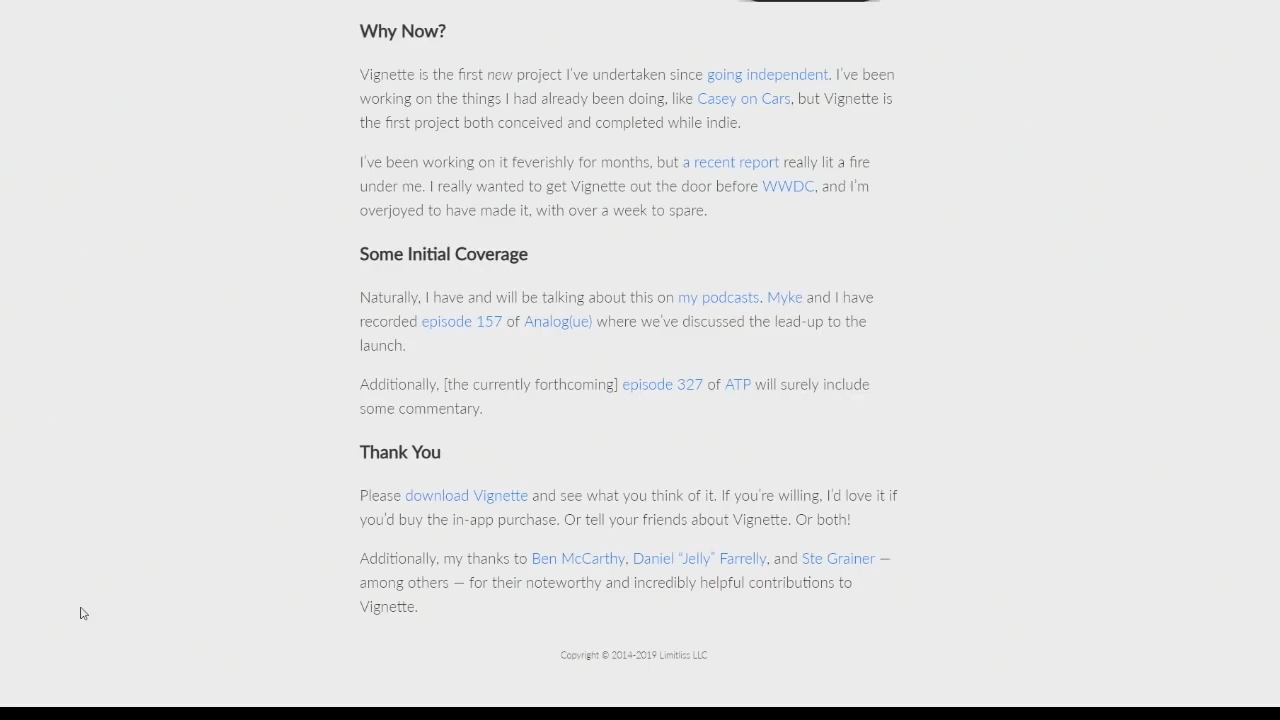 Why Now?
Vignette is the first new project I've undertaken since going independent. I've been
working on the things I had already been doing, like Casey on Cars, but Vignette is
the first project both conceived and completed while indie.
I've been working on it feverishly for months, but a recent report really lit a fire
under me. I really wanted to get Vignette out the door before WWDC, and I'm
overjoyed to have made it, with over a week to spare.
Some Initial Coverage
Naturally, I have and will be talking about this on my podcasts. Myke and I have
recorded episode 157 of Analog(ue) where we've discussed the lead-up to the
launch.
Additionally, [the currently forthcoming] episode 327 of ATP will surely include
some commentary.
Thank You
Please download Vignette and see what you think of it. If you're willing, I'd love it if
you'd buy the in-app purchase. Or tell your friends about Vignette. Or both!
Additionally, my thanks to Ben McCarthy, Daniel “Jelly” Farrelly, and Ste Grainer —
among others — for their noteworthy and incredibly helpful contributions to
Vignette.
Copyright © 2014-2019 Limitliss LLC